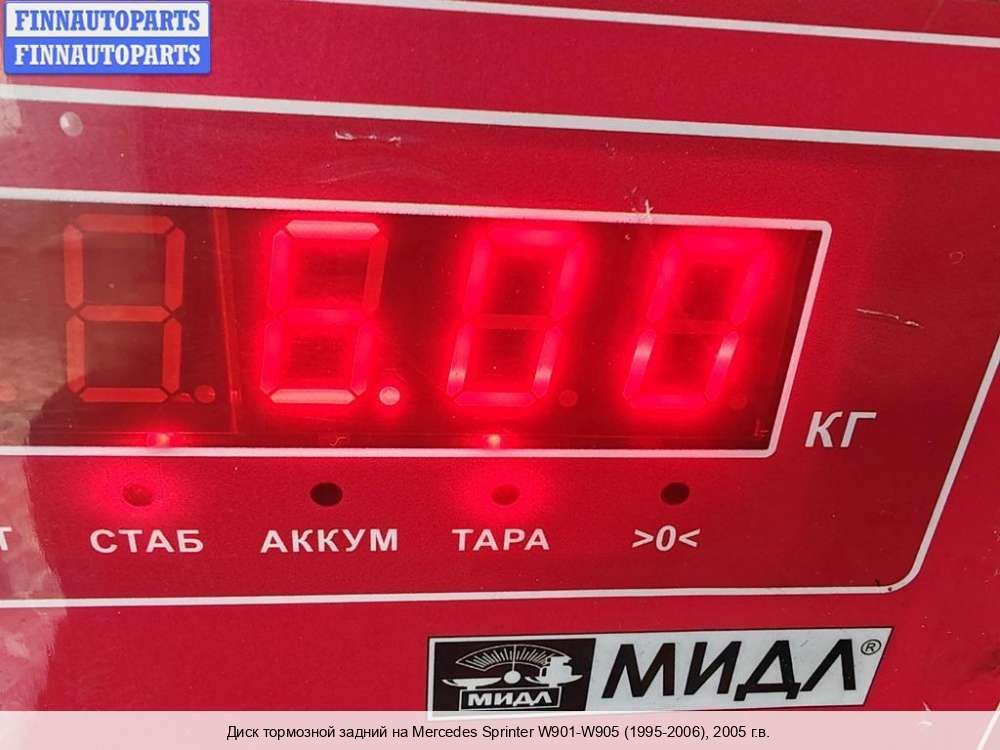 FINNAUTOPARTS
FINNAUTOPARTS
6.00
КГ
СТАБ АККУМ ТАРА >0<
МИДЛ МИДЛ®
Диск тормозной задний на Mercedes Sprinter W901-W905 (1995-2006), 2005 г.в.